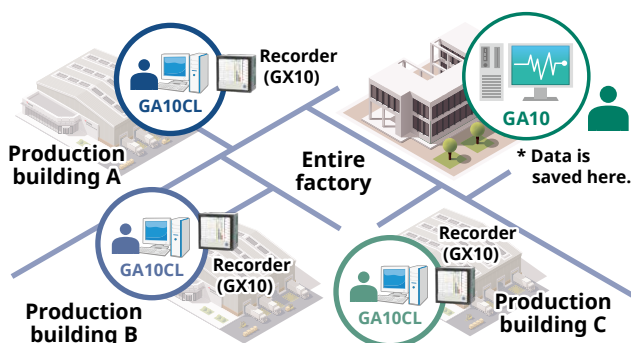 Recorder
(GX10)
GA10CL
Production
building A
GA10
* Data is
saved here.
Entire
factory
GA10CL
Recorder
(GX10)
Production
building B
Recorder
(GX10)
GA10CL
Production
building C